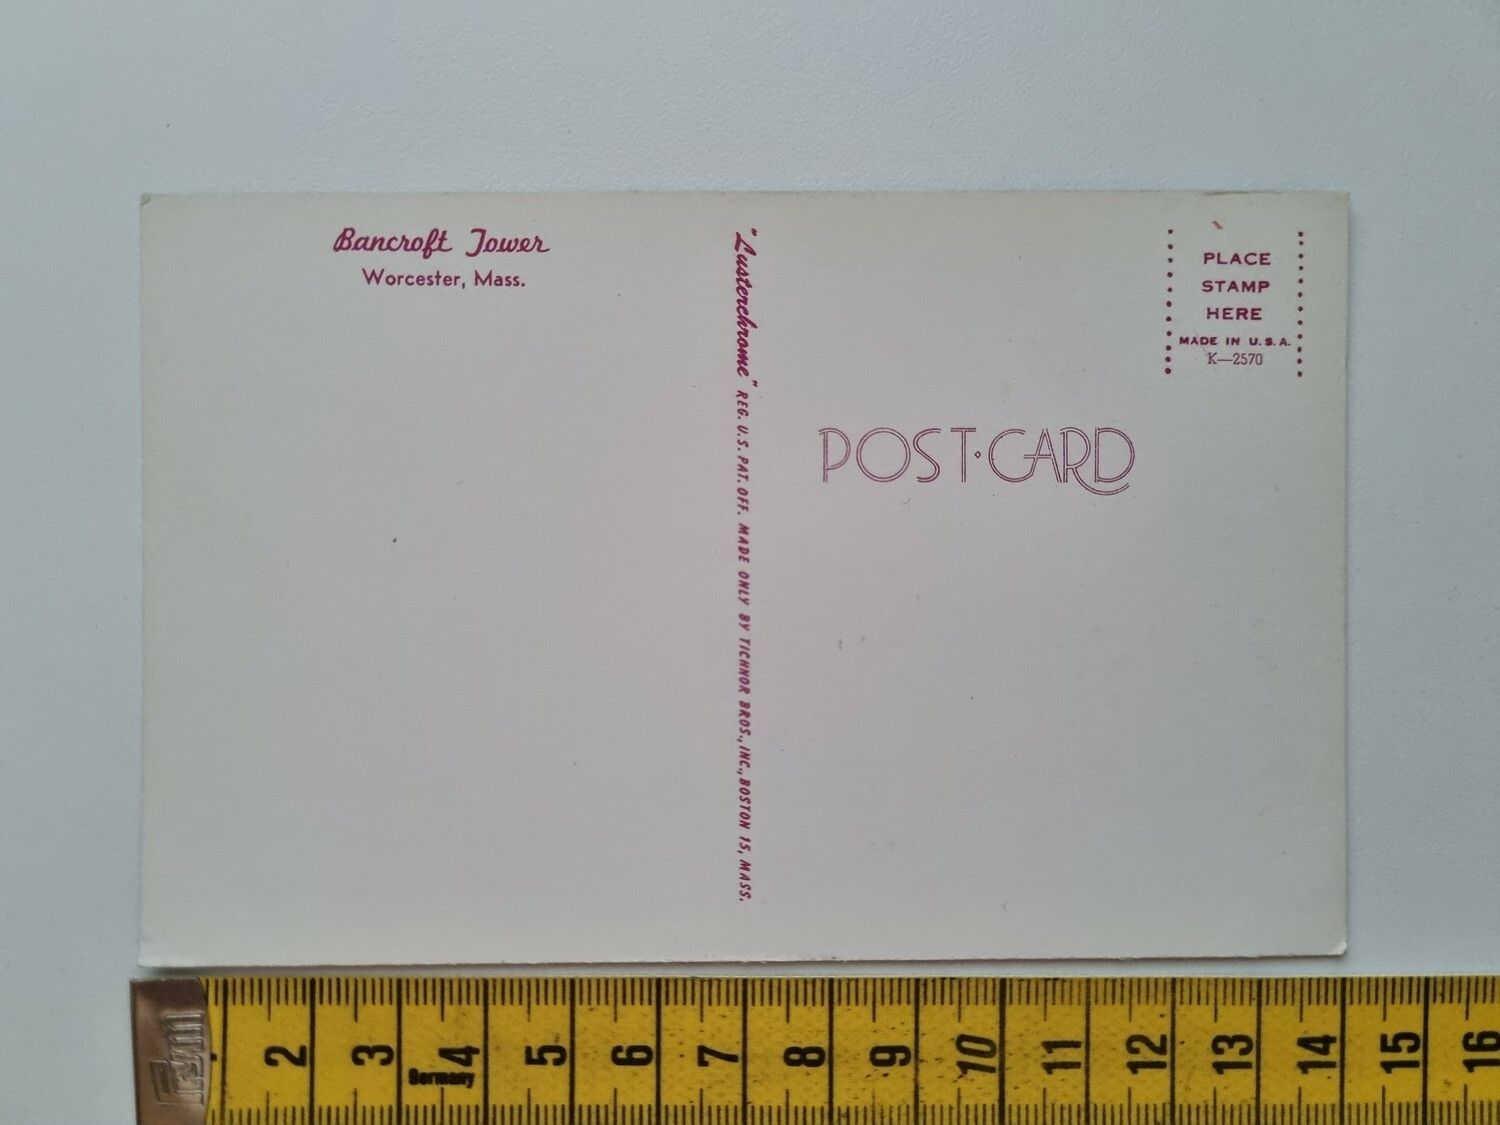 Bancroft Tower
Worcester, Mass.
"Lusterchrome" REG. U.S. PAT. OFF. MADE ONLY BY TICHNOR BROS., INC., BOSTON 15, MASS.
PLACE
STAMP
HERE
MADE IN U.S.A.
K—2570
POST·CARD
2 3 4 5 6 7 8 9 10 11 12 13 14 15 16
Germany